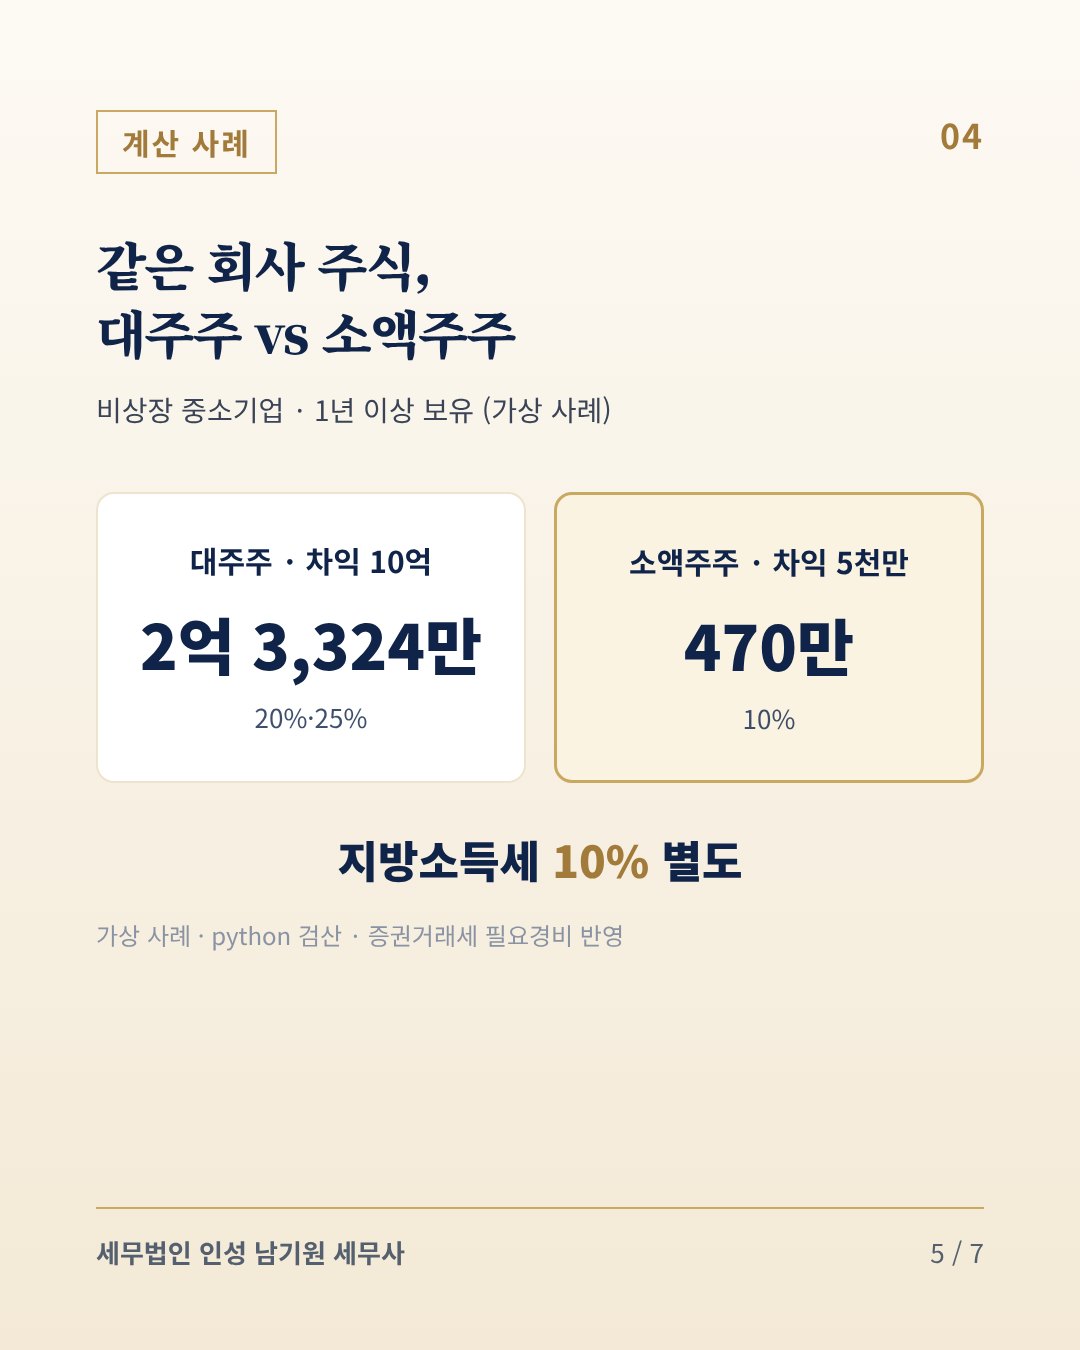 계산 사례
04
같은 회사 주식,
대주주 vs 소액주주
비상장 중소기업 · 1년 이상 보유 (가상 사례)
대주주 · 차익 10억
2억 3,324만
20%·25%
소액주주 · 차익 5천만
470만
10%
지방소득세 10% 별도
가상 사례 · python 검산 · 증권거래세 필요경비 반영
세무법인 인성 남기원 세무사
5 / 7